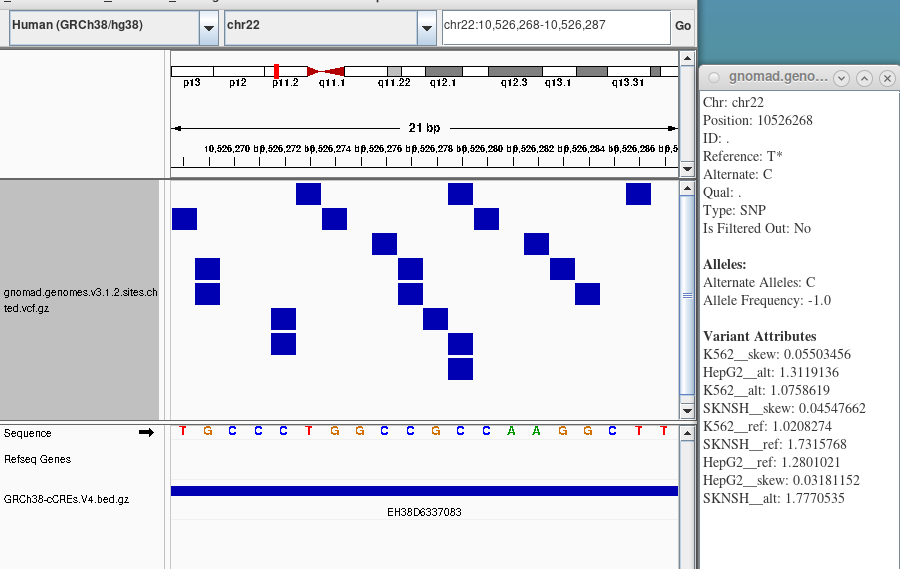 Human (GRCh38/hg38) chr22 chr22:10,526,268-10,526,287 Go
p13 p12 p11.2 q11.1 q11.22 q12.1 q12.3 q13.1 q13.31
21 bp
10,526,270 bp 10,526,272 bp 10,526,274 bp 10,526,276 bp 10,526,278 bp 10,526,280 bp 10,526,282 bp 10,526,284 bp 10,526,286 bp
gnomad.genomes.v3.1.2.sites.ch
ted.vcf.gz
Sequence T G C C C T G G C C G C C A A G G C T T
Refseq Genes
GRCh38-cCREs.V4.bed.gz
EH38D6337083
gnomad.geno...
Chr: chr22
Position: 10526268
ID: .
Reference: T*
Alternate: C
Qual: .
Type: SNP
Is Filtered Out: No
Alleles:
Alternate Alleles: C
Allele Frequency: -1.0
Variant Attributes
K562__skew: 0.05503456
HepG2__alt: 1.3119136
K562__alt: 1.0758619
SKNSH__skew: 0.04547662
K562__ref: 1.0208274
SKNSH__ref: 1.7315768
HepG2__ref: 1.2801021
HepG2__skew: 0.03181152
SKNSH__alt: 1.7770535